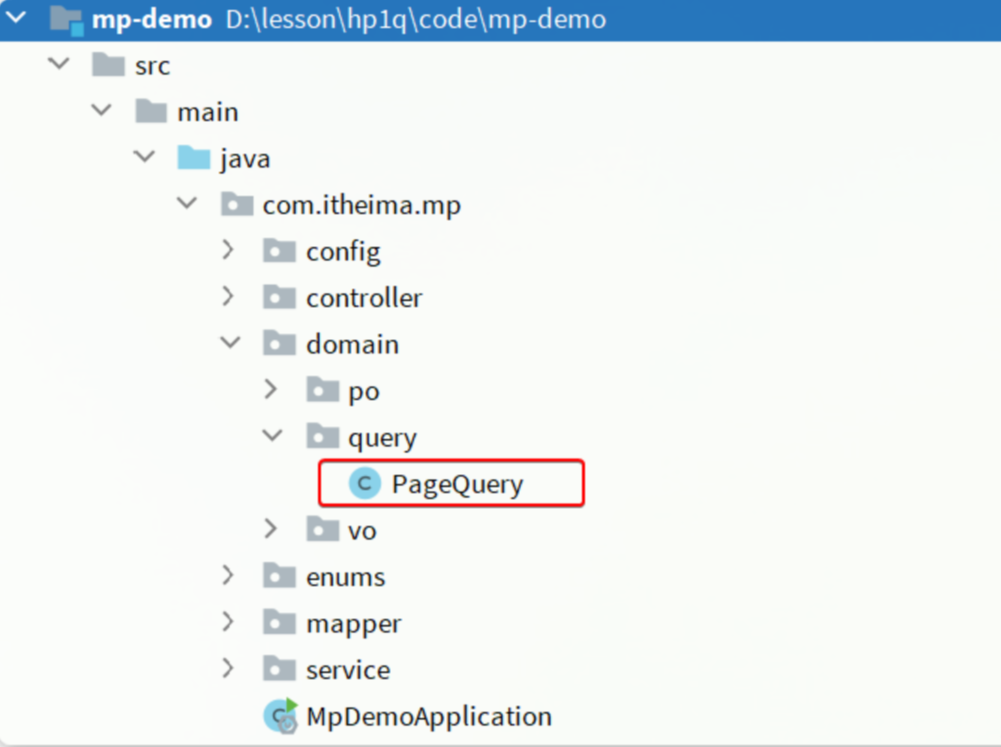 mp-demo D:\lesson\hp1q\code\mp-demo
src
main
java
com.itheima.mp
config
controller
domain
po
query
C PageQuery
vo
enums
mapper
service
C MpDemoApplication